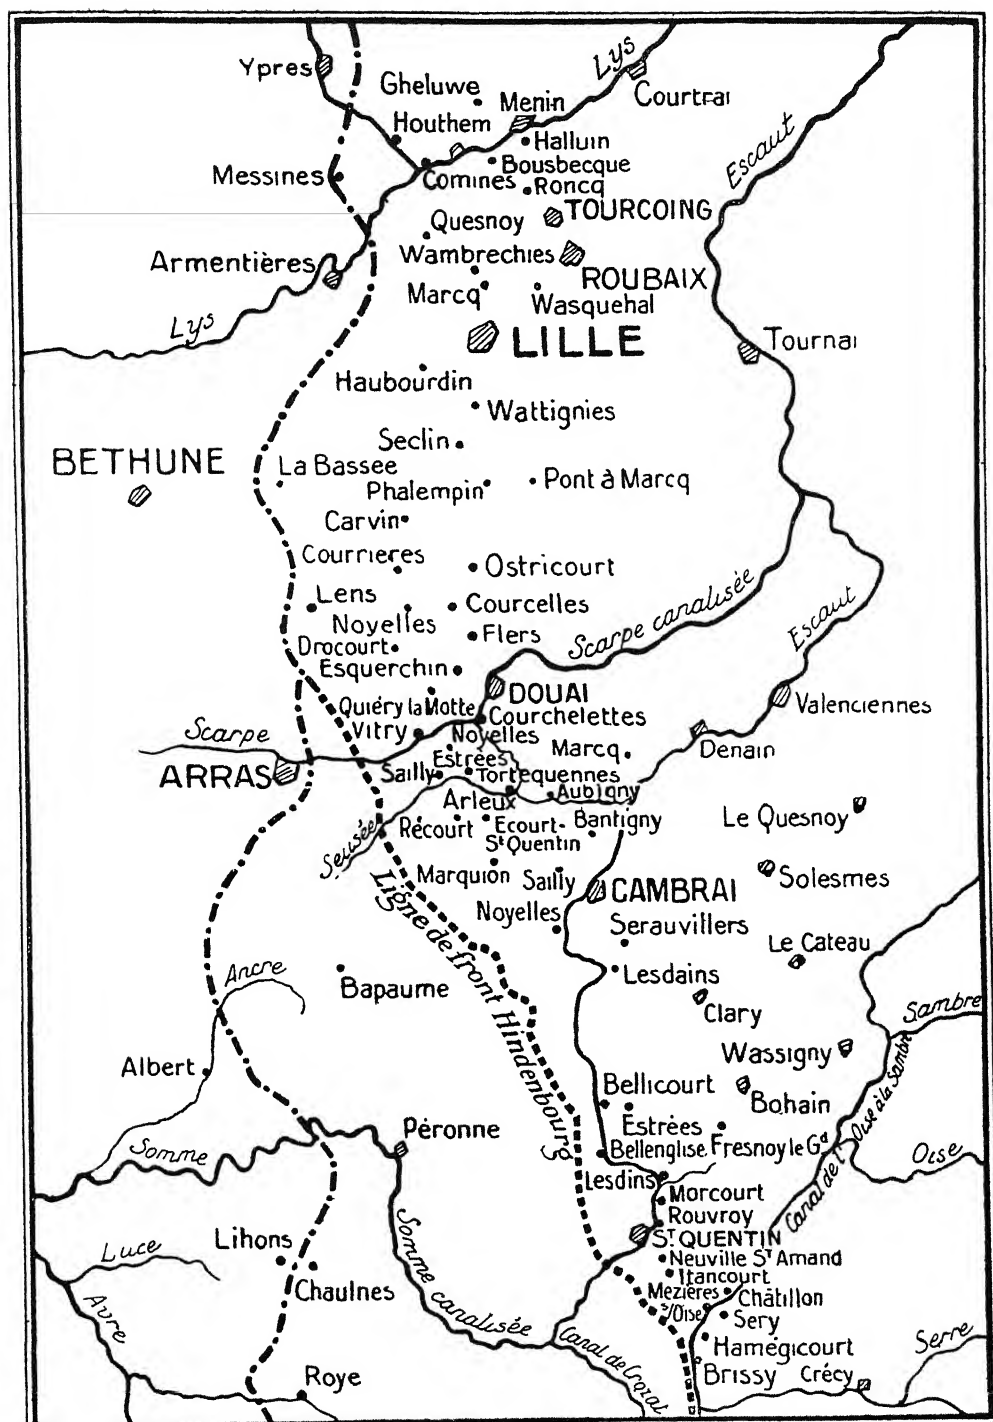 Ypres
Gheluwe
Lys
Menin
Courtrai
Houthem
Halluin
Bousbecque
Escaut
Messines
Comines
Roncq
Quesnoy
TOURCOING
Armentières
Wambrechies
ROUBAIX
Marcq
Wasquehal
Lys
LILLE
Tournai
Haubourdin
Wattignies
Seclin
BETHUNE
La Bassée
Phalempin
Pont à Marcq
Carvin
Courrieres
Ostricourt
Lens
Courcelles
Noyelles
Flers
Scarpe canalisée
Escaut
Drocourt
Esquerchin
DOUAI
Quiéry la Motte
Courchelettes
Valenciennes
Scarpe
Vitry
Noyelles
Marcq
Denain
ARRAS
Estrées
Sailly
Tortequennes
Aubigny
Arleux
Le Quesnoy
Sensée
Récourt
Ecourt-
St Quentin
Bantigny
Marquion
Sailly
CAMBRAI
Solesmes
Noyelles
Serauvillers
Le Cateau
Ligne de front Hindenbourg
Ancre
Bapaume
Lesdains
Clary
Sambre
Albert
Wassigny
Bellicourt
Bohain
Estrées
Péronne
Somme
Bellenglise
Fresnoy le Gd
Canal de l'Oise à la Sambre
Oise
Lesdins
Morcourt
Rouvroy
St QUENTIN
Luce
Lihons
Neuville St Amand
Itancourt
Chaulnes
Mezières
s/Oise
Châtillon
Sery
Avre
Somme canalisée
Canal de Crozat
Hamégicourt
Serre
Roye
Brissy
Crécy